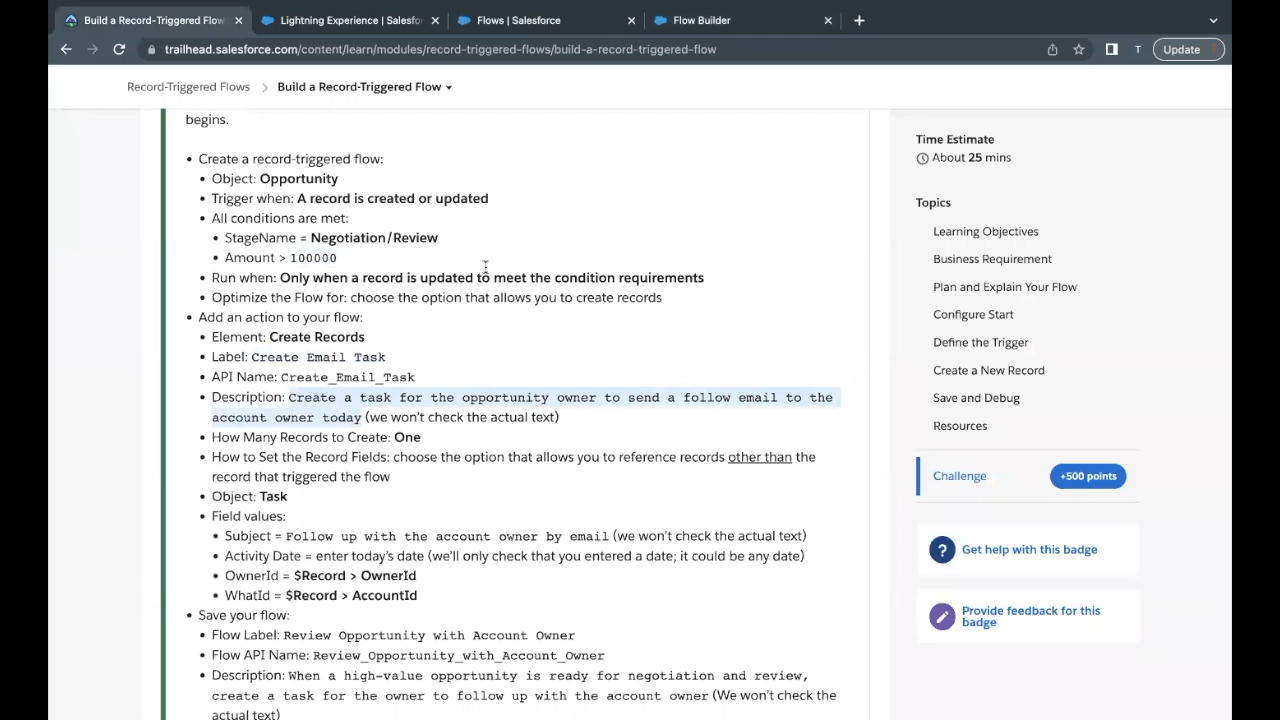 Build a Record-Triggered Flow
Lightning Experience | Salesfor
Flows | Salesforce
Flow Builder
trailhead.salesforce.com/content/learn/modules/record-triggered-flows/build-a-record-triggered-flow
T
Update
Record-Triggered Flows
Build a Record-Triggered Flow
begins.
• Create a record-triggered flow:
• Object: Opportunity
• Trigger when: A record is created or updated
• All conditions are met:
• StageName = Negotiation/Review
• Amount > 100000
• Run when: Only when a record is updated to meet the condition requirements
• Optimize the Flow for: choose the option that allows you to create records
• Add an action to your flow:
• Element: Create Records
• Label: Create Email Task
• API Name: Create_Email_Task
• Description: Create a task for the opportunity owner to send a follow email to the
account owner today (we won't check the actual text)
• How Many Records to Create: One
• How to Set the Record Fields: choose the option that allows you to reference records other than the
record that triggered the flow
• Object: Task
• Field values:
• Subject = Follow up with the account owner by email (we won't check the actual text)
• Activity Date = enter today's date (we'll only check that you entered a date; it could be any date)
• OwnerId = $Record > OwnerId
• WhatId = $Record > AccountId
• Save your flow:
• Flow Label: Review Opportunity with Account Owner
• Flow API Name: Review_Opportunity_with_Account_Owner
• Description: When a high-value opportunity is ready for negotiation and review,
create a task for the owner to follow up with the account owner (We won't check the
actual text)
Time Estimate
About 25 mins
Topics
Learning Objectives
Business Requirement
Plan and Explain Your Flow
Configure Start
Define the Trigger
Create a New Record
Save and Debug
Resources
Challenge
+500 points
? Get help with this badge
Provide feedback for this
badge